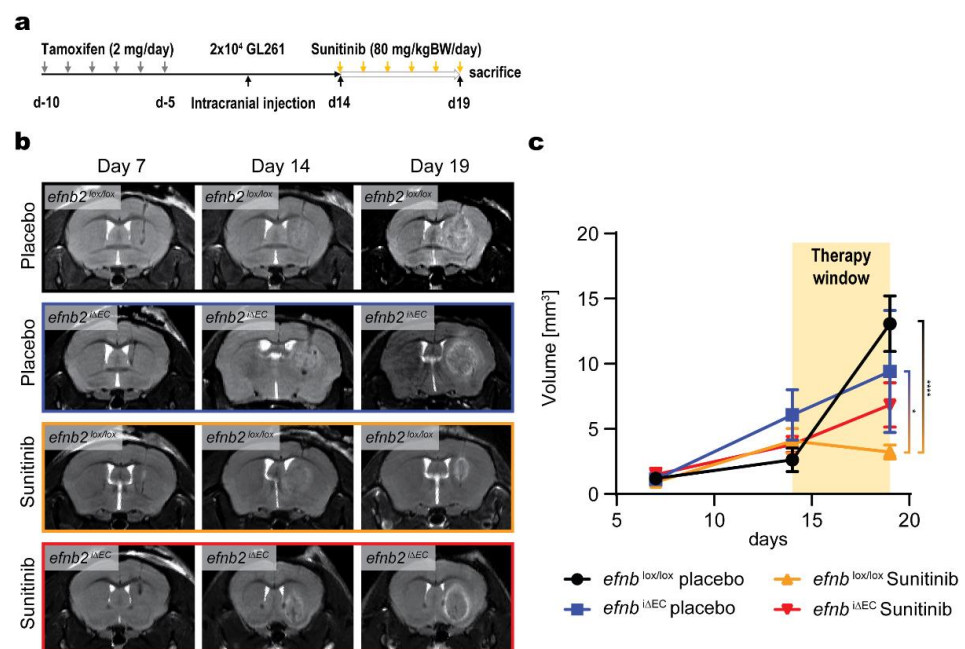 a
Tamoxifen (2 mg/day) 2x10⁴ GL261 Sunitinib (80 mg/kgBW/day)
sacrifice
d-10 d-5 Intracranial injection d14 d19
b
Day 7 Day 14 Day 19
Placebo
efnb2 lox/lox efnb2 lox/lox efnb2 lox/lox
Placebo
efnb2 iΔEC efnb2 iΔEC efnb2 iΔEC
Sunitinib
efnb2 lox/lox efnb2 lox/lox efnb2 lox/lox
Sunitinib
efnb2 iΔEC efnb2 iΔEC efnb2 iΔEC
c
Volume [mm³]
20
15
10
5
0
Therapy
window
*
****
5 10 15 20
days
efnb lox/lox placebo efnb lox/lox Sunitinib
efnb iΔEC placebo efnb iΔEC Sunitinib